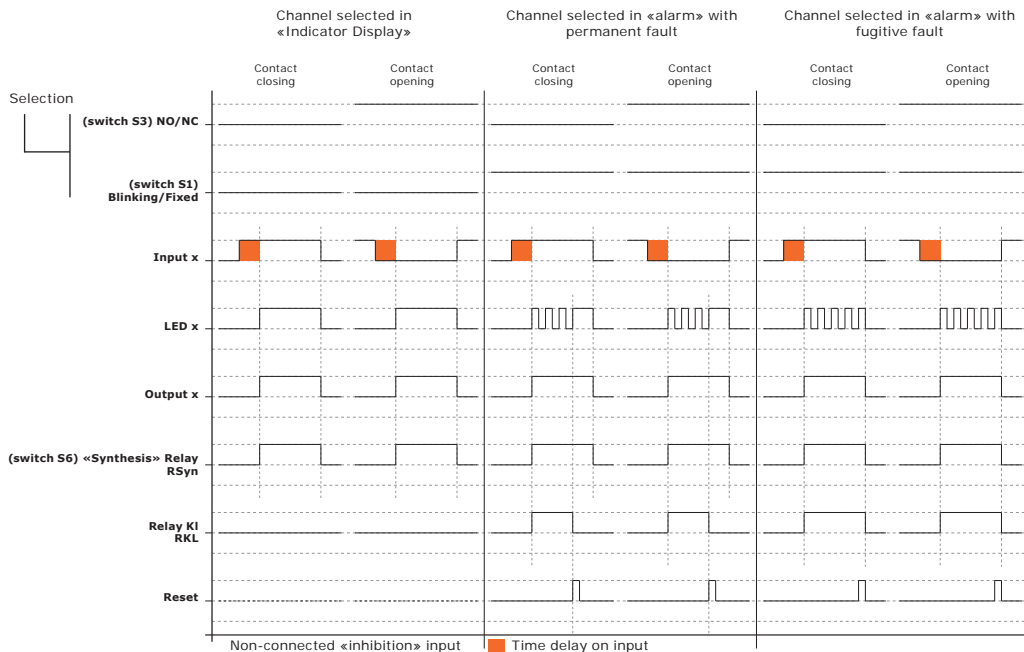 Channel selected in
«Indicator Display»
Channel selected in «alarm» with
permanent fault
Channel selected in «alarm» with
fugitive fault
Contact
closing
Contact
opening
Contact
closing
Contact
opening
Contact
closing
Contact
opening
Selection
(switch S3) NO/NC
(switch S1)
Blinking/Fixed
Input x
LED x
Output x
(switch S6) «Synthesis» Relay
RSyn
Relay Kl
RKL
Reset
Non-connected «inhibition» input
Time delay on input